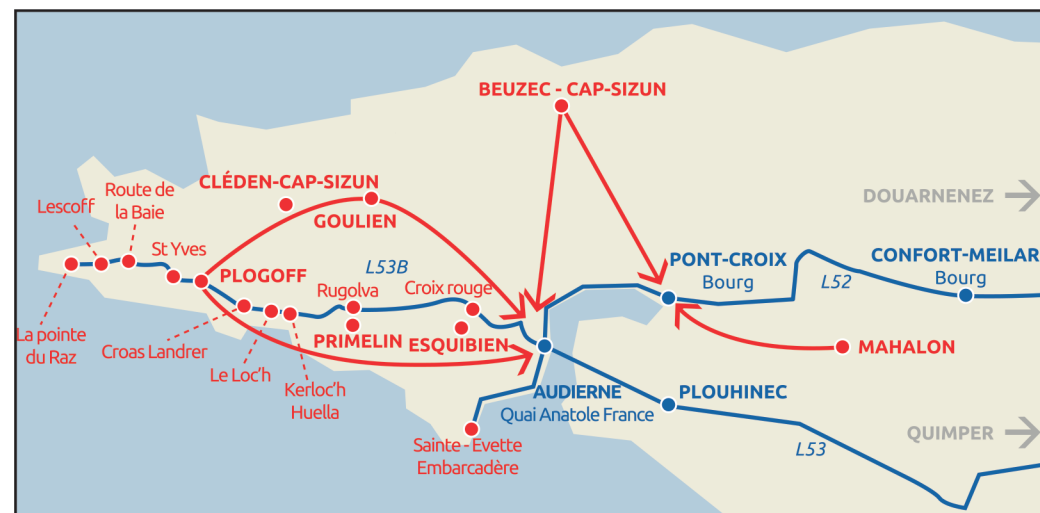 BEUZEC - CAP-SIZUN
CLÉDEN-CAP-SIZUN
GOULIEN
DOUARNENEZ
Route de
la Baie
Lescoff
St Yves
PLOGOFF
L53B
Rugolva
Croix rouge
PONT-CROIX
Bourg
L52
CONFORT-MEILAR
Bourg
La pointe
du Raz
Croas Landrer
Le Loc'h
Kerloc'h
Huella
PRIMELIN
ESQUIBIEN
MAHALON
AUDIERNE
Quai Anatole France
PLOUHINEC
Sainte - Evette
Embarcadère
L53
QUIMPER